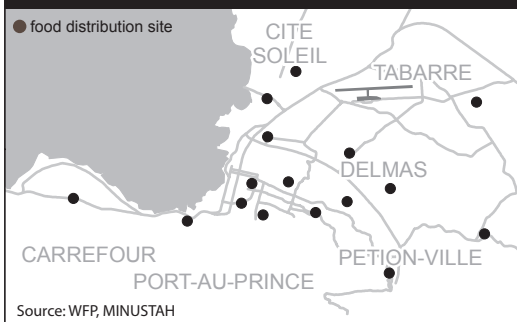 food distribution site
CITE
SOLEIL
TABARRE
DELMAS
CARREFOUR
PETION-VILLE
PORT-AU-PRINCE
Source: WFP, MINUSTAH